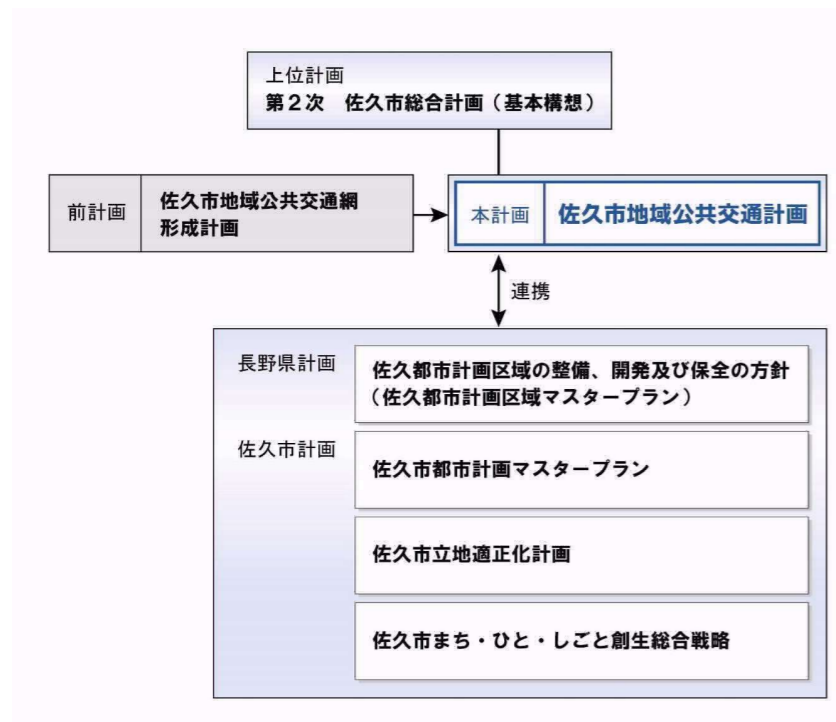 上位計画
第２次　佐久市総合計画（基本構想）
前計画
佐久市地域公共交通網
形成計画
本計画
佐久市地域公共交通計画
連携
長野県計画
佐久都市計画区域の整備、開発及び保全の方針
（佐久都市計画区域マスタープラン）
佐久市計画
佐久市都市計画マスタープラン
佐久市立地適正化計画
佐久市まち・ひと・しごと創生総合戦略